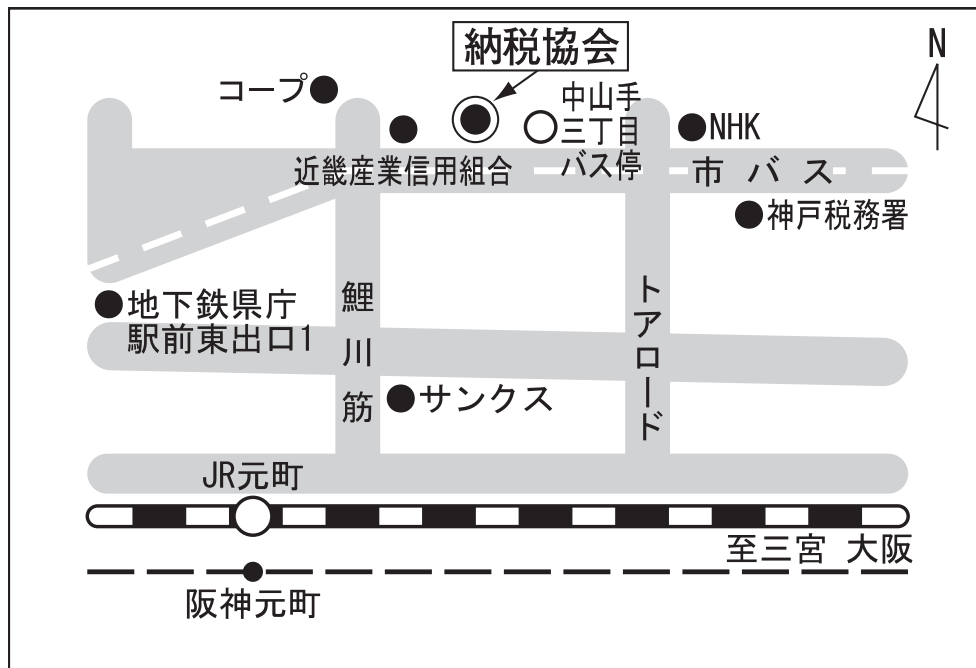 納税協会
N
コープ
中山手
三丁目
バス停
NHK
近畿産業信用組合
市バス
神戸税務署
地下鉄県庁
駅前東出口1
鯉川筋
トアロード
サンクス
JR元町
至三宮 大阪
阪神元町